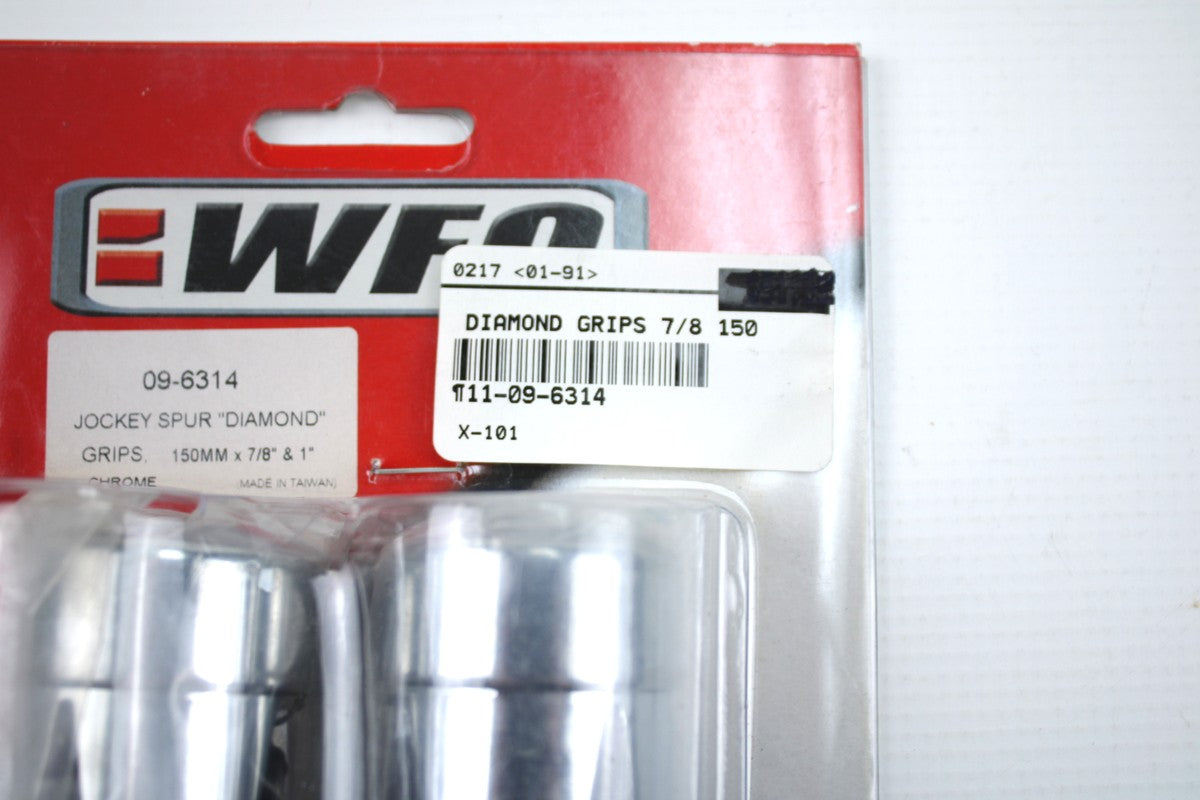 WFO
09-6314
JOCKEY SPUR "DIAMOND"
GRIPS, 150MM x 7/8" & 1"
CHROME (MADE IN TAIWAN)
0217 <01-91>
DIAMOND GRIPS 7/8 150
¶11-09-6314
X-101